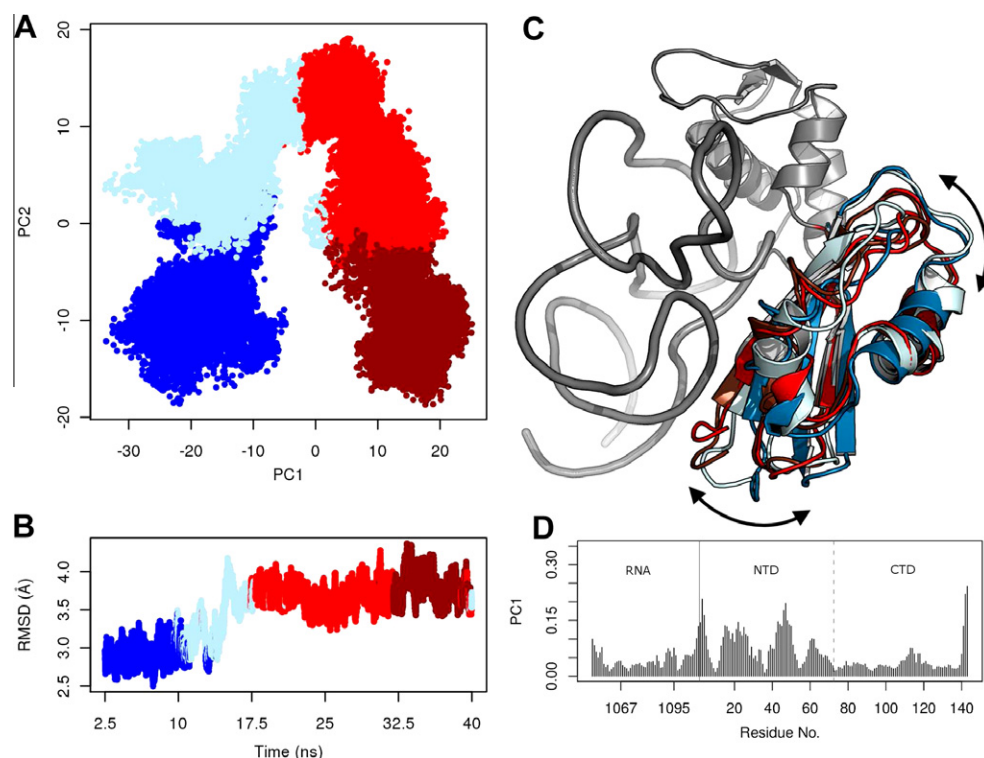 A
20
10
0
-10
-20
PC2
-30
-20
-10
0
10
20
PC1
B
4.0
3.5
3.0
2.5
RMSD (Å)
2.5
10
17.5
25
32.5
40
Time (ns)
C
D
0.30
0.15
0.00
PC1
RNA
NTD
CTD
1067
1095
20
40
60
80
100
120
140
Residue No.